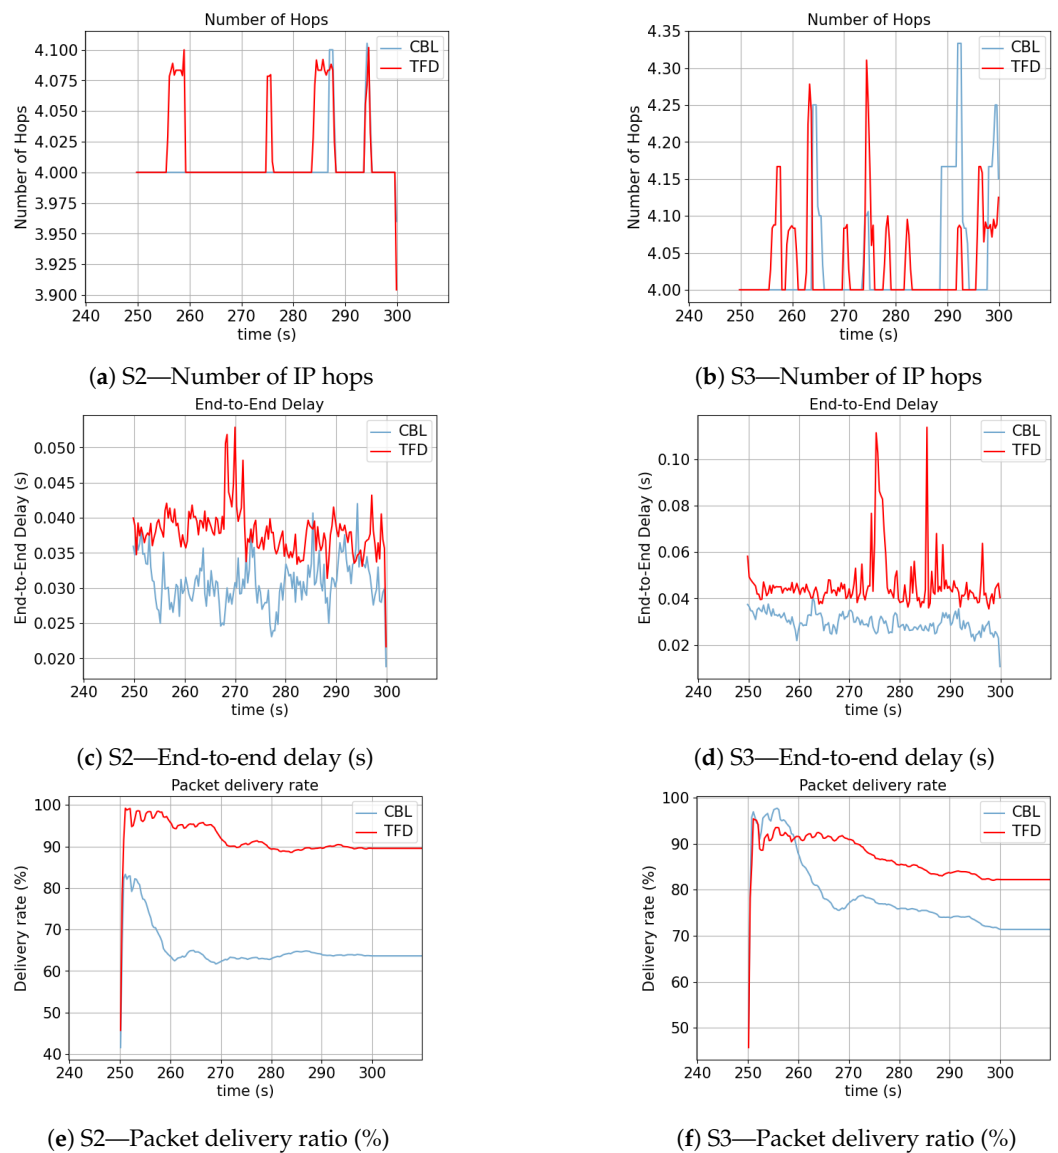 Number of Hops
4.100
4.075
4.050
4.025
4.000
3.975
3.950
3.925
3.900
Number of Hops
CBL
TFD
240 250 260 270 280 290 300
time (s)
(a) S2—Number of IP hops
Number of Hops
4.35
4.30
4.25
4.20
4.15
4.10
4.05
4.00
Number of Hops
CBL
TFD
240 250 260 270 280 290 300
time (s)
(b) S3—Number of IP hops
End-to-End Delay
0.050
0.045
0.040
0.035
0.030
0.025
0.020
End-to-End Delay (s)
CBL
TFD
240 250 260 270 280 290 300
time (s)
(c) S2—End-to-end delay (s)
End-to-End Delay
0.10
0.08
0.06
0.04
0.02
End-to-End Delay (s)
CBL
TFD
240 250 260 270 280 290 300
time (s)
(d) S3—End-to-end delay (s)
Packet delivery rate
100
90
80
70
60
50
40
Delivery rate (%)
CBL
TFD
240 250 260 270 280 290 300
time (s)
(e) S2—Packet delivery ratio (%)
Packet delivery rate
100
90
80
70
60
50
Delivery rate (%)
CBL
TFD
240 250 260 270 280 290 300
time (s)
(f) S3—Packet delivery ratio (%)